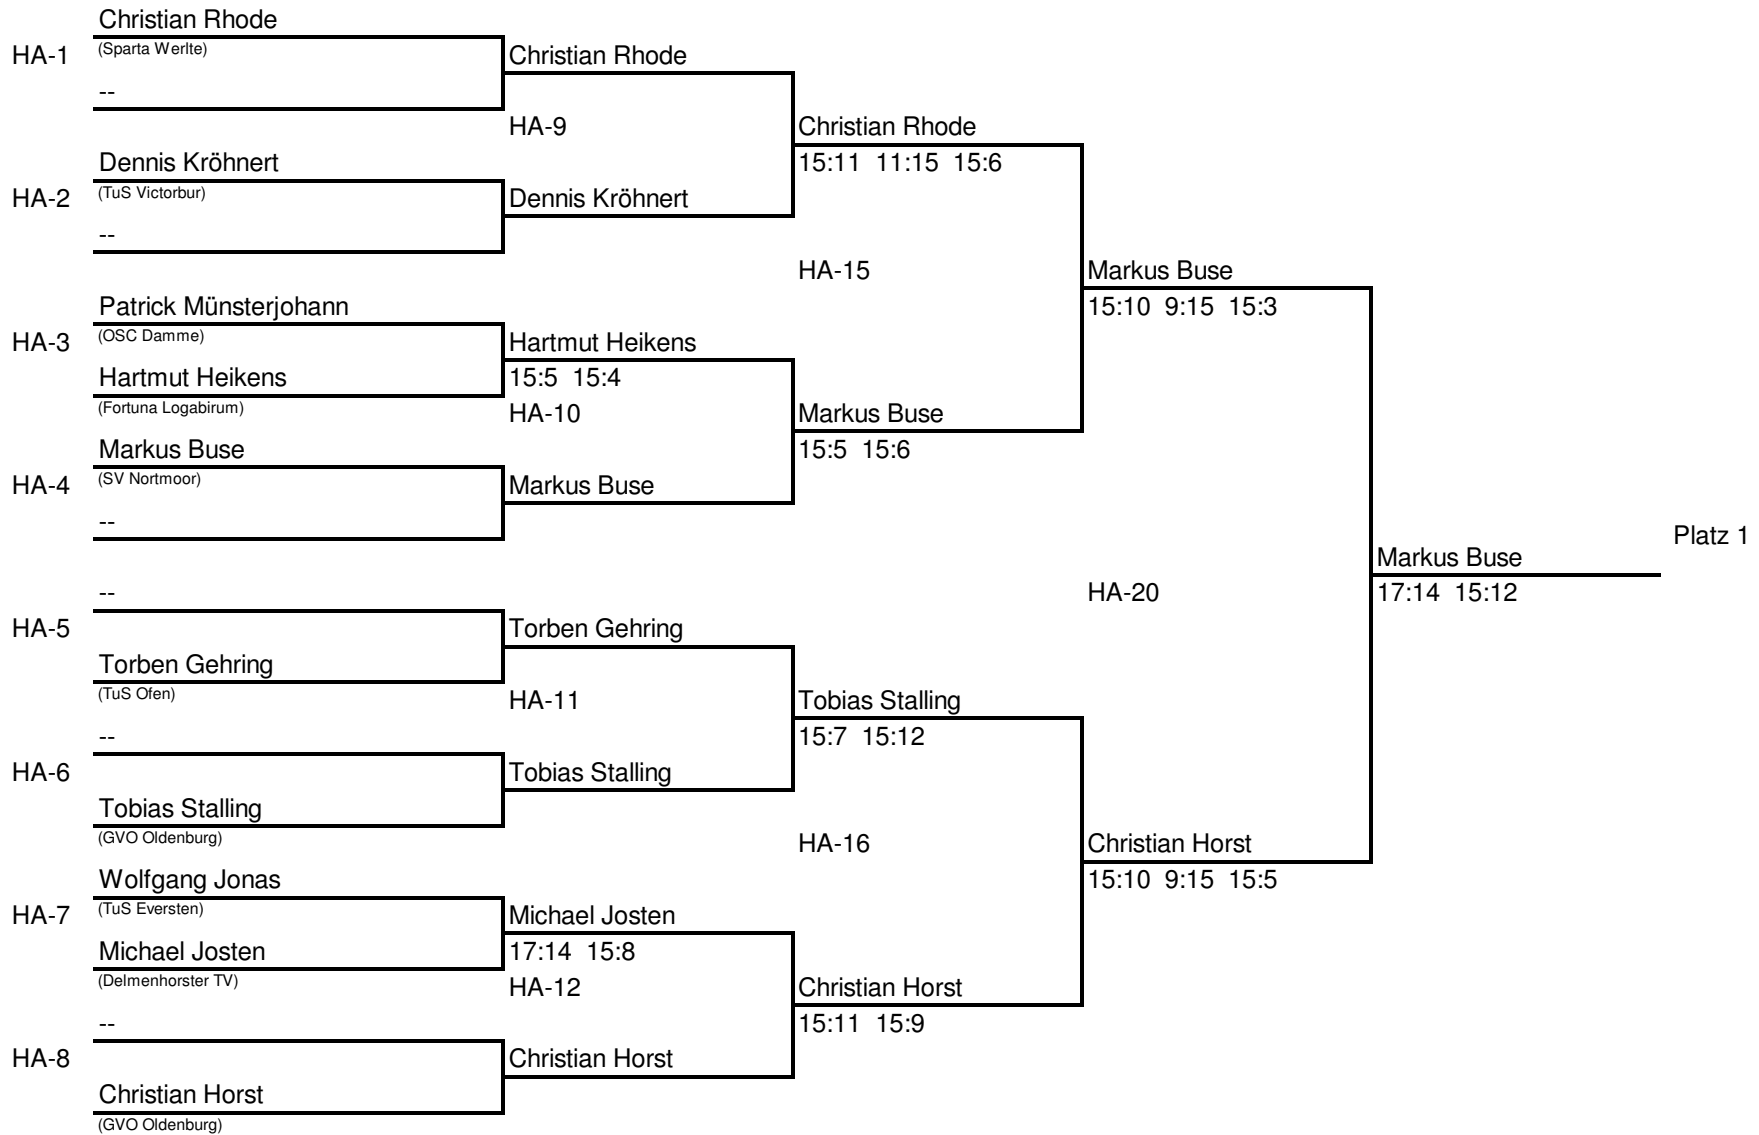 Christian Rhode
HA-1 (Sparta Werlte) Christian Rhode
--
HA-9 Christian Rhode
Dennis Kröhnert 15:11 11:15 15:6
HA-2 (TuS Victorbur) Dennis Kröhnert
--
HA-15 Markus Buse
Patrick Münsterjohann 15:10 9:15 15:3
HA-3 (OSC Damme) Hartmut Heikens
Hartmut Heikens 15:5 15:4
(Fortuna Logabirum) HA-10 Markus Buse
Markus Buse 15:5 15:6
HA-4 (SV Nortmoor) Markus Buse
--
Platz 1
Markus Buse
-- HA-20 17:14 15:12
HA-5 Torben Gehring
Torben Gehring
(TuS Ofen) HA-11 Tobias Stalling
-- 15:7 15:12
HA-6 Tobias Stalling
Tobias Stalling
(GVO Oldenburg) HA-16 Christian Horst
Wolfgang Jonas 15:10 9:15 15:5
HA-7 (TuS Eversten) Michael Josten
Michael Josten 17:14 15:8
(Delmenhorster TV) HA-12 Christian Horst
-- 15:11 15:9
HA-8 Christian Horst
Christian Horst
(GVO Oldenburg)